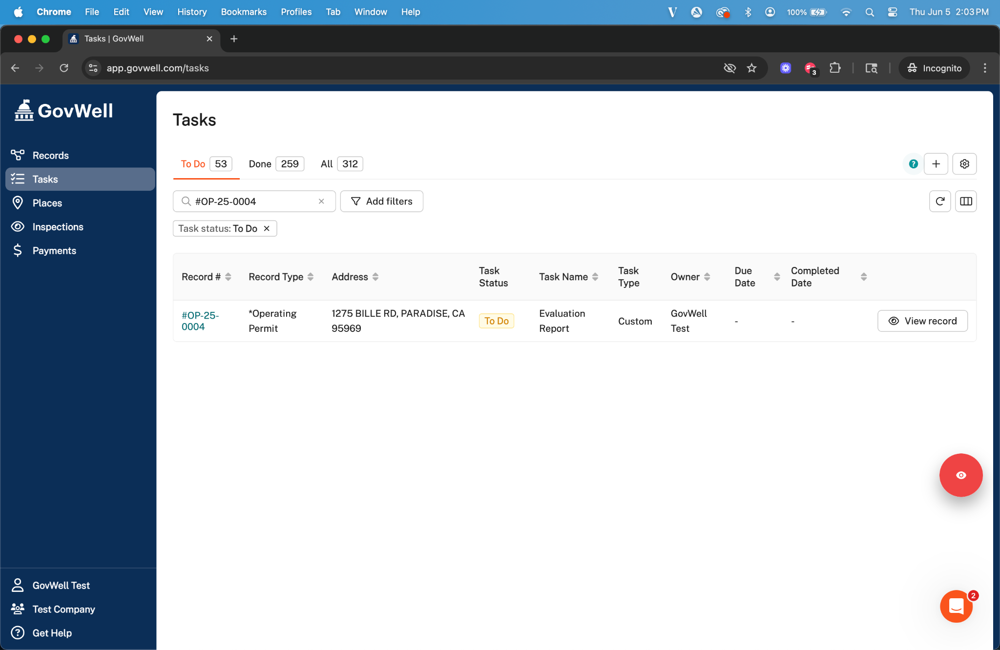 Chrome File Edit View History Bookmarks Profiles Tab Window Help 100% Thu Jun 5 2:03 PM
Tasks | GovWell
app.govwell.com/tasks 3 Incognito
GovWell
Records
Tasks
Places
Inspections
Payments
GovWell Test
Test Company
Get Help
Tasks
To Do 53 Done 259 All 312 ? +
#OP-25-0004 Add filters
Task status: To Do
Record # Record Type Address Task Status Task Name Task Type Owner Due Date Completed Date
#OP-25-0004 *Operating Permit 1275 BILLE RD, PARADISE, CA 95969 To Do Evaluation Report Custom GovWell Test - - View record
2